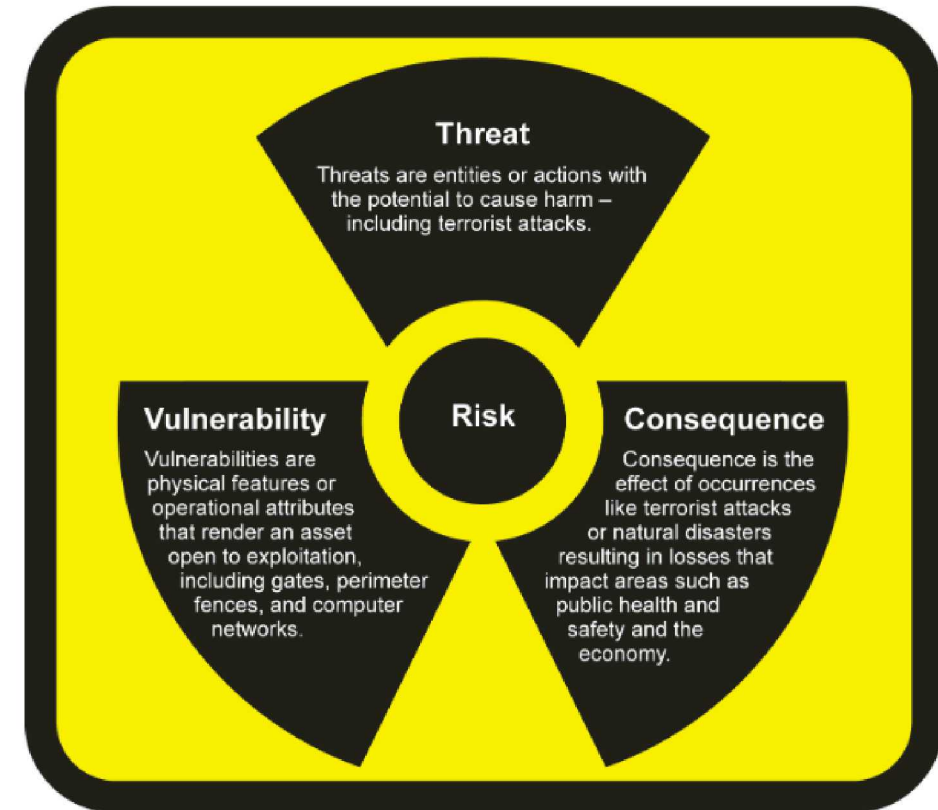 Threat
Threats are entities or actions with
the potential to cause harm –
including terrorist attacks.
Risk
Vulnerability
Vulnerabilities are
physical features or
operational attributes
that render an asset
open to exploitation,
including gates, perimeter
fences, and computer
networks.
Consequence
Consequence is the
effect of occurrences
like terrorist attacks
or natural disasters
resulting in losses that
impact areas such as
public health and
safety and the
economy.